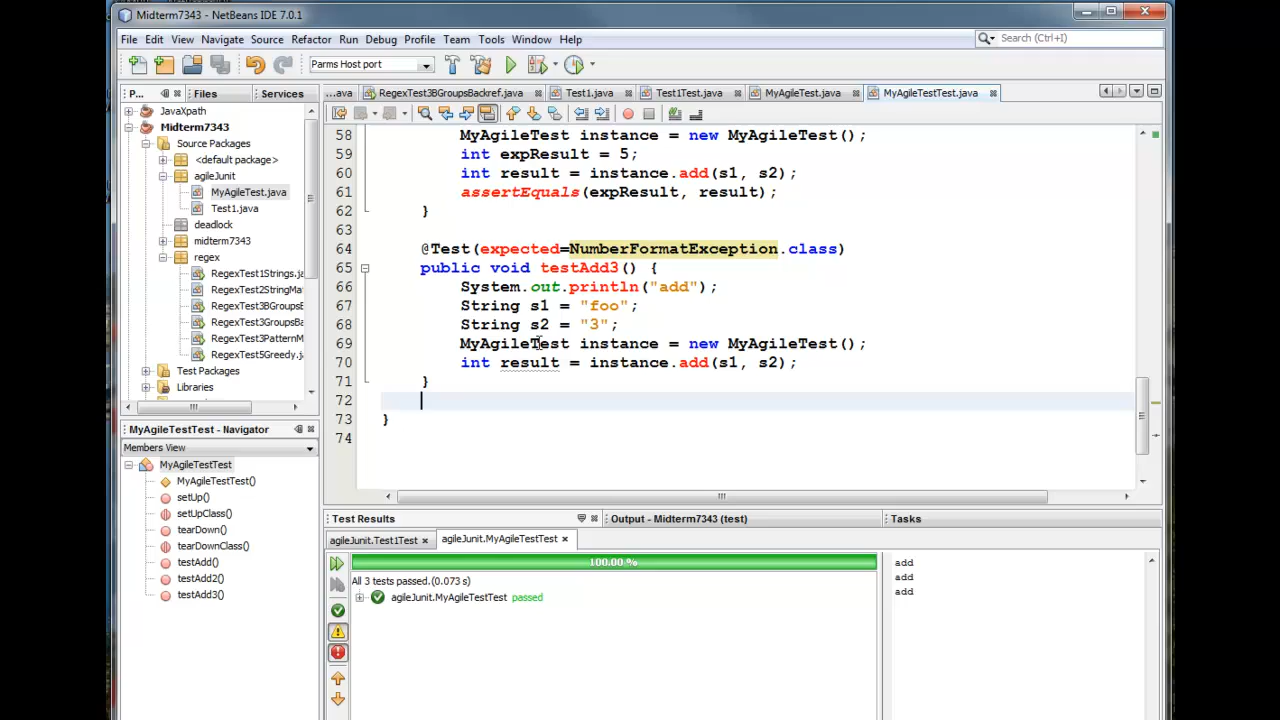 Midterm7343 - NetBeans IDE 7.0.1
File Edit View Navigate Source Refactor Run Debug Profile Team Tools Window Help
Search (Ctrl+I)
Parms Host port
P... Files Services
...ava RegexTest3BGroupsBackref.java Test1.java Test1Test.java MyAgileTest.java MyAgileTestTest.java
JavaXpath
Midterm7343
Source Packages
<default package>
agileJunit
MyAgileTest.java
Test1.java
deadlock
midterm7343
regex
RegexTest1Strings.ja
RegexTest2StringMa
RegexTest3BGroupsE
RegexTest3GroupsBa
RegexTest3PatternM
RegexTest5Greedy.ja
Test Packages
Libraries
58 MyAgileTest instance = new MyAgileTest();
59 int expResult = 5;
60 int result = instance.add(s1, s2);
61 assertEquals(expResult, result);
62 }
63
64 @Test(expected=NumberFormatException.class)
65 public void testAdd3() {
66 System.out.println("add");
67 String s1 = "foo";
68 String s2 = "3";
69 MyAgileTest instance = new MyAgileTest();
70 int result = instance.add(s1, s2);
71 }
72
73 }
74
MyAgileTestTest - Navigator
Members View
MyAgileTestTest
MyAgileTestTest()
setUp()
setUpClass()
tearDown()
tearDownClass()
testAdd()
testAdd2()
testAdd3()
Test Results
Output - Midterm7343 (test)
Tasks
agileJunit.Test1Test
agileJunit.MyAgileTestTest
100.00 %
All 3 tests passed.(0.073 s)
agileJunit.MyAgileTestTest passed
add
add
add